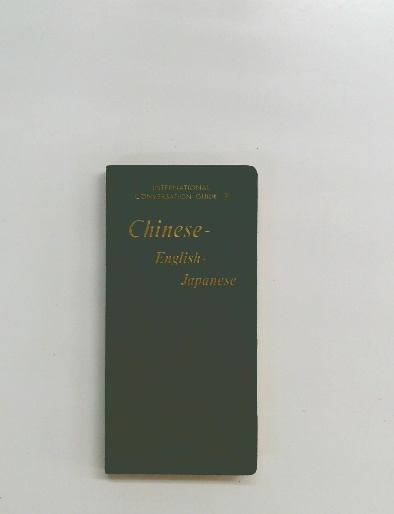 INTERNATIONAL
CONVERSATION GUIDE
Chinese-
English-
Japanese